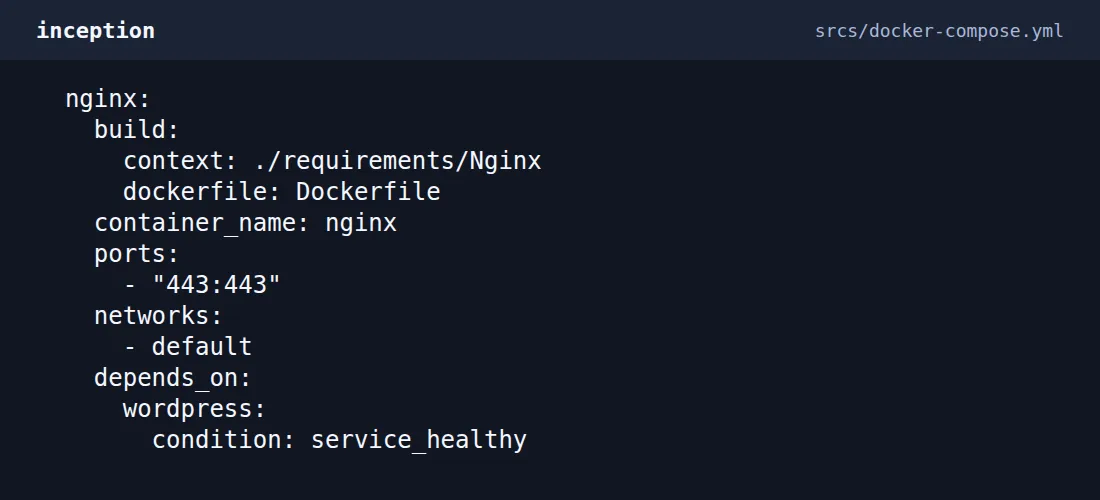 inception
srcs/docker-compose.yml
nginx:
  build:
    context: ./requirements/Nginx
    dockerfile: Dockerfile
  container_name: nginx
  ports:
    - "443:443"
  networks:
    - default
  depends_on:
    wordpress:
      condition: service_healthy